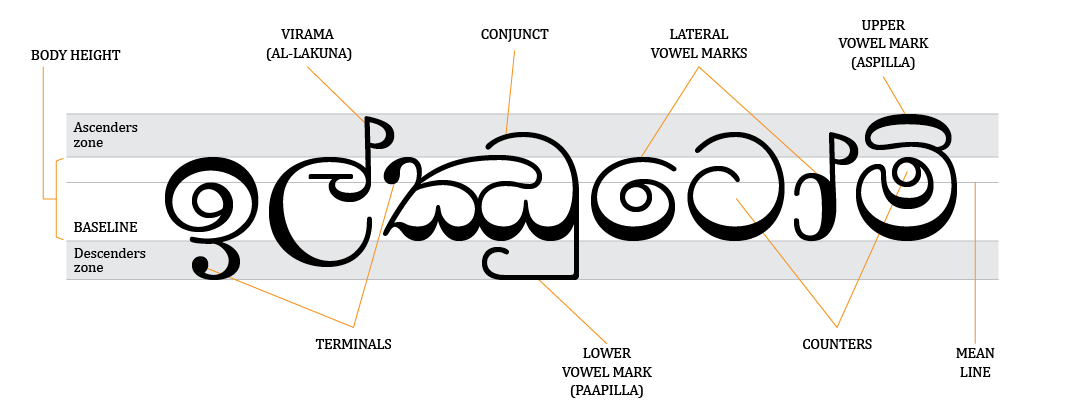 UPPER
VOWEL MARK
(ASPILLA)
VIRAMA
(AL-LAKUNA)
CONJUNCT
LATERAL
VOWEL MARKS
BODY HEIGHT
Ascenders
zone
BASELINE
Descenders
zone
TERMINALS
LOWER
VOWEL MARK
(PAAPILLA)
COUNTERS
MEAN
LINE